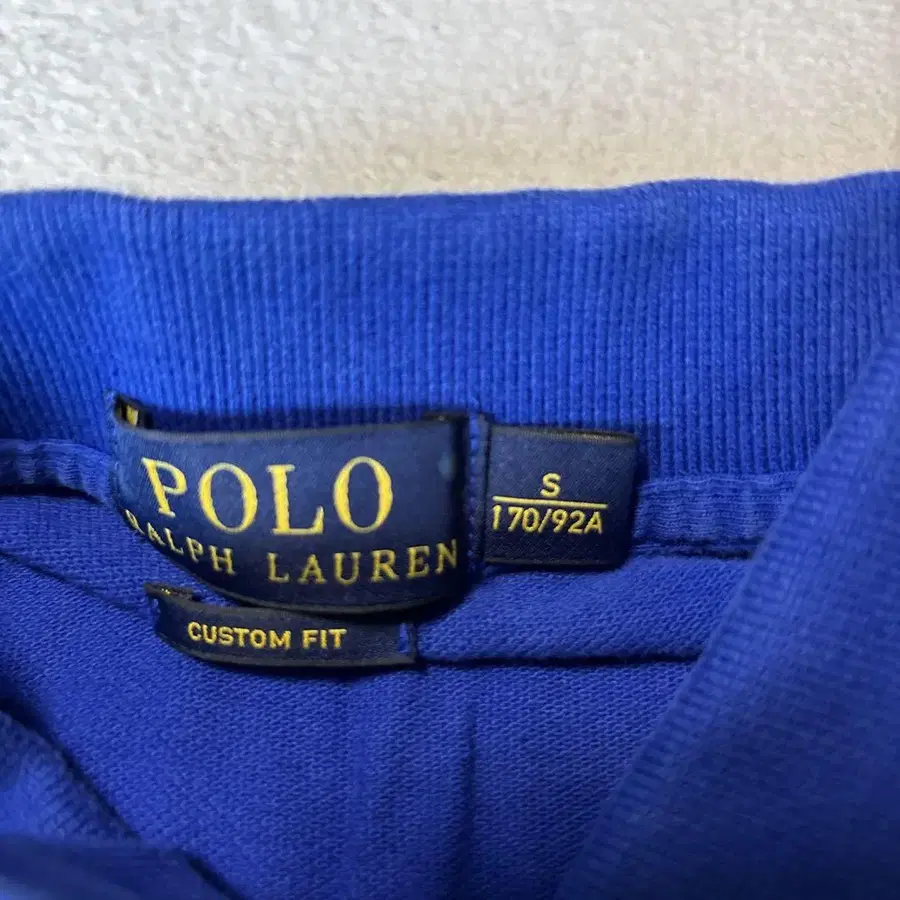 POLO
RALPH LAUREN
CUSTOM FIT
S
170/92A